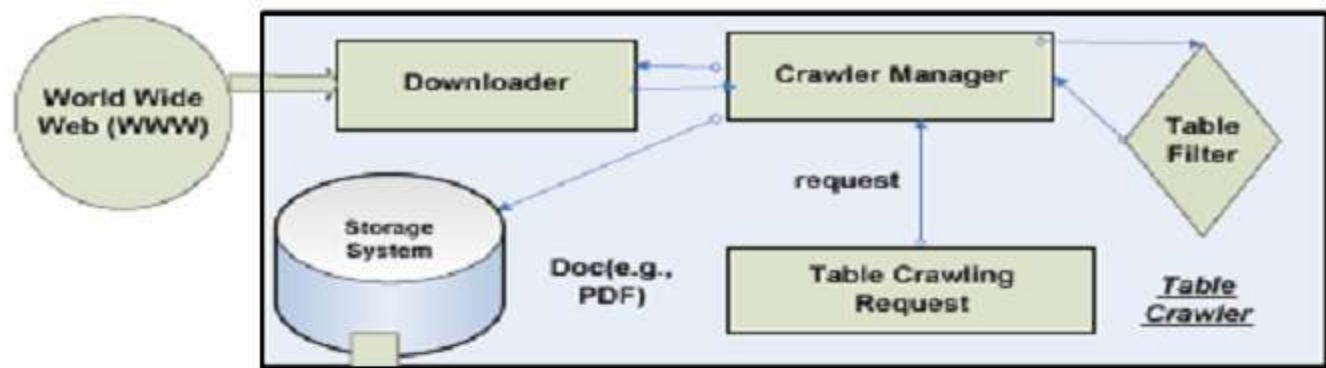 World Wide
Web (WWW)
Downloader
Crawler Manager
Table
Filter
request
Storage
System
Doc(e.g.,
PDF)
Table Crawling
Request
Table
Crawler